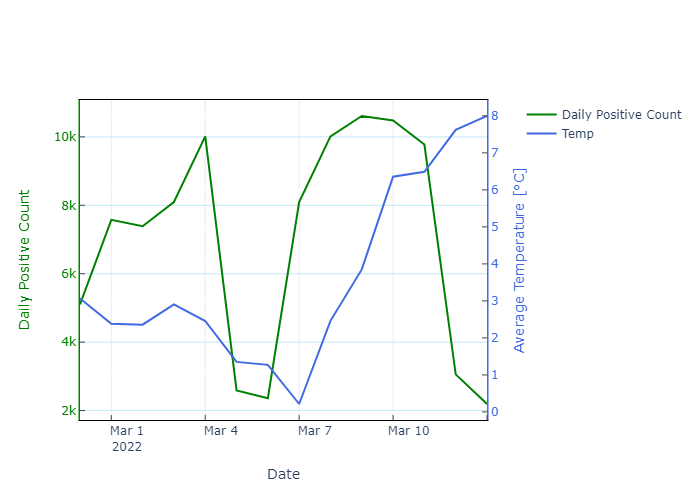 Daily Positive Count
Temp
10k
8k
6k
4k
2k
Daily Positive Count
8
7
6
5
4
3
2
1
0
Average Temperature [°C]
Mar 1
2022
Mar 4
Mar 7
Mar 10
Date